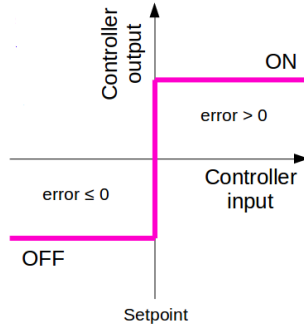 Controller
output
ON
error > 0
error ≤ 0
Controller
input
OFF
Setpoint